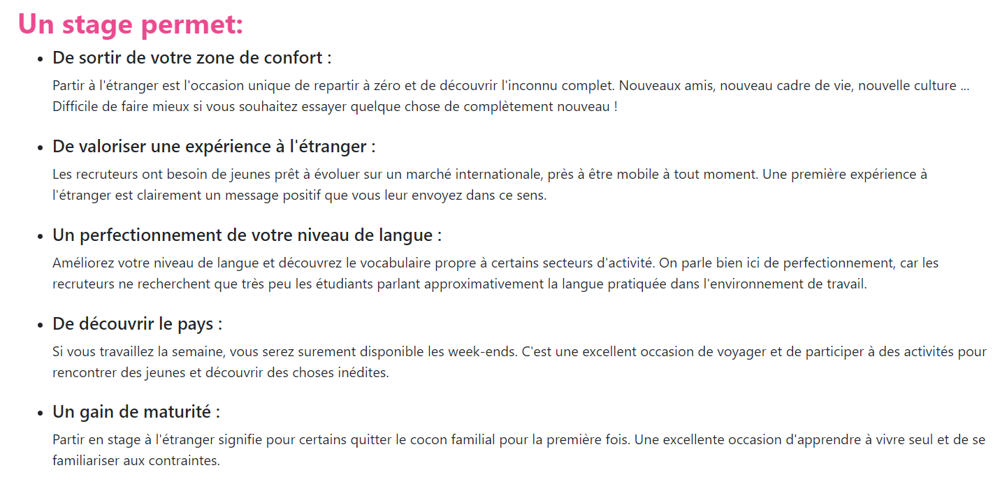 Un stage permet:
De sortir de votre zone de confort :
Partir à l'étranger est l'occasion unique de repartir à zéro et de découvrir l'inconnu complet. Nouveaux amis, nouveau cadre de vie, nouvelle culture ...
Difficile de faire mieux si vous souhaitez essayer quelque chose de complètement nouveau !
De valoriser une expérience à l'étranger :
Les recruteurs ont besoin de jeunes prêt à évoluer sur un marché internationale, près à être mobile à tout moment. Une première expérience à
l'étranger est clairement un message positif que vous leur envoyez dans ce sens.
Un perfectionnement de votre niveau de langue :
Améliorez votre niveau de langue et découvrez le vocabulaire propre à certains secteurs d'activité. On parle bien ici de perfectionnement, car les
recruteurs ne recherchent que très peu les étudiants parlant approximativement la langue pratiquée dans l'environnement de travail.
De découvrir le pays :
Si vous travaillez la semaine, vous serez surement disponible les week-ends. C'est une excellent occasion de voyager et de participer à des activités pour
rencontrer des jeunes et découvrir des choses inédites.
Un gain de maturité :
Partir en stage à l'étranger signifie pour certains quitter le cocon familial pour la première fois. Une excellente occasion d'apprendre à vivre seul et de se
familiariser aux contraintes.